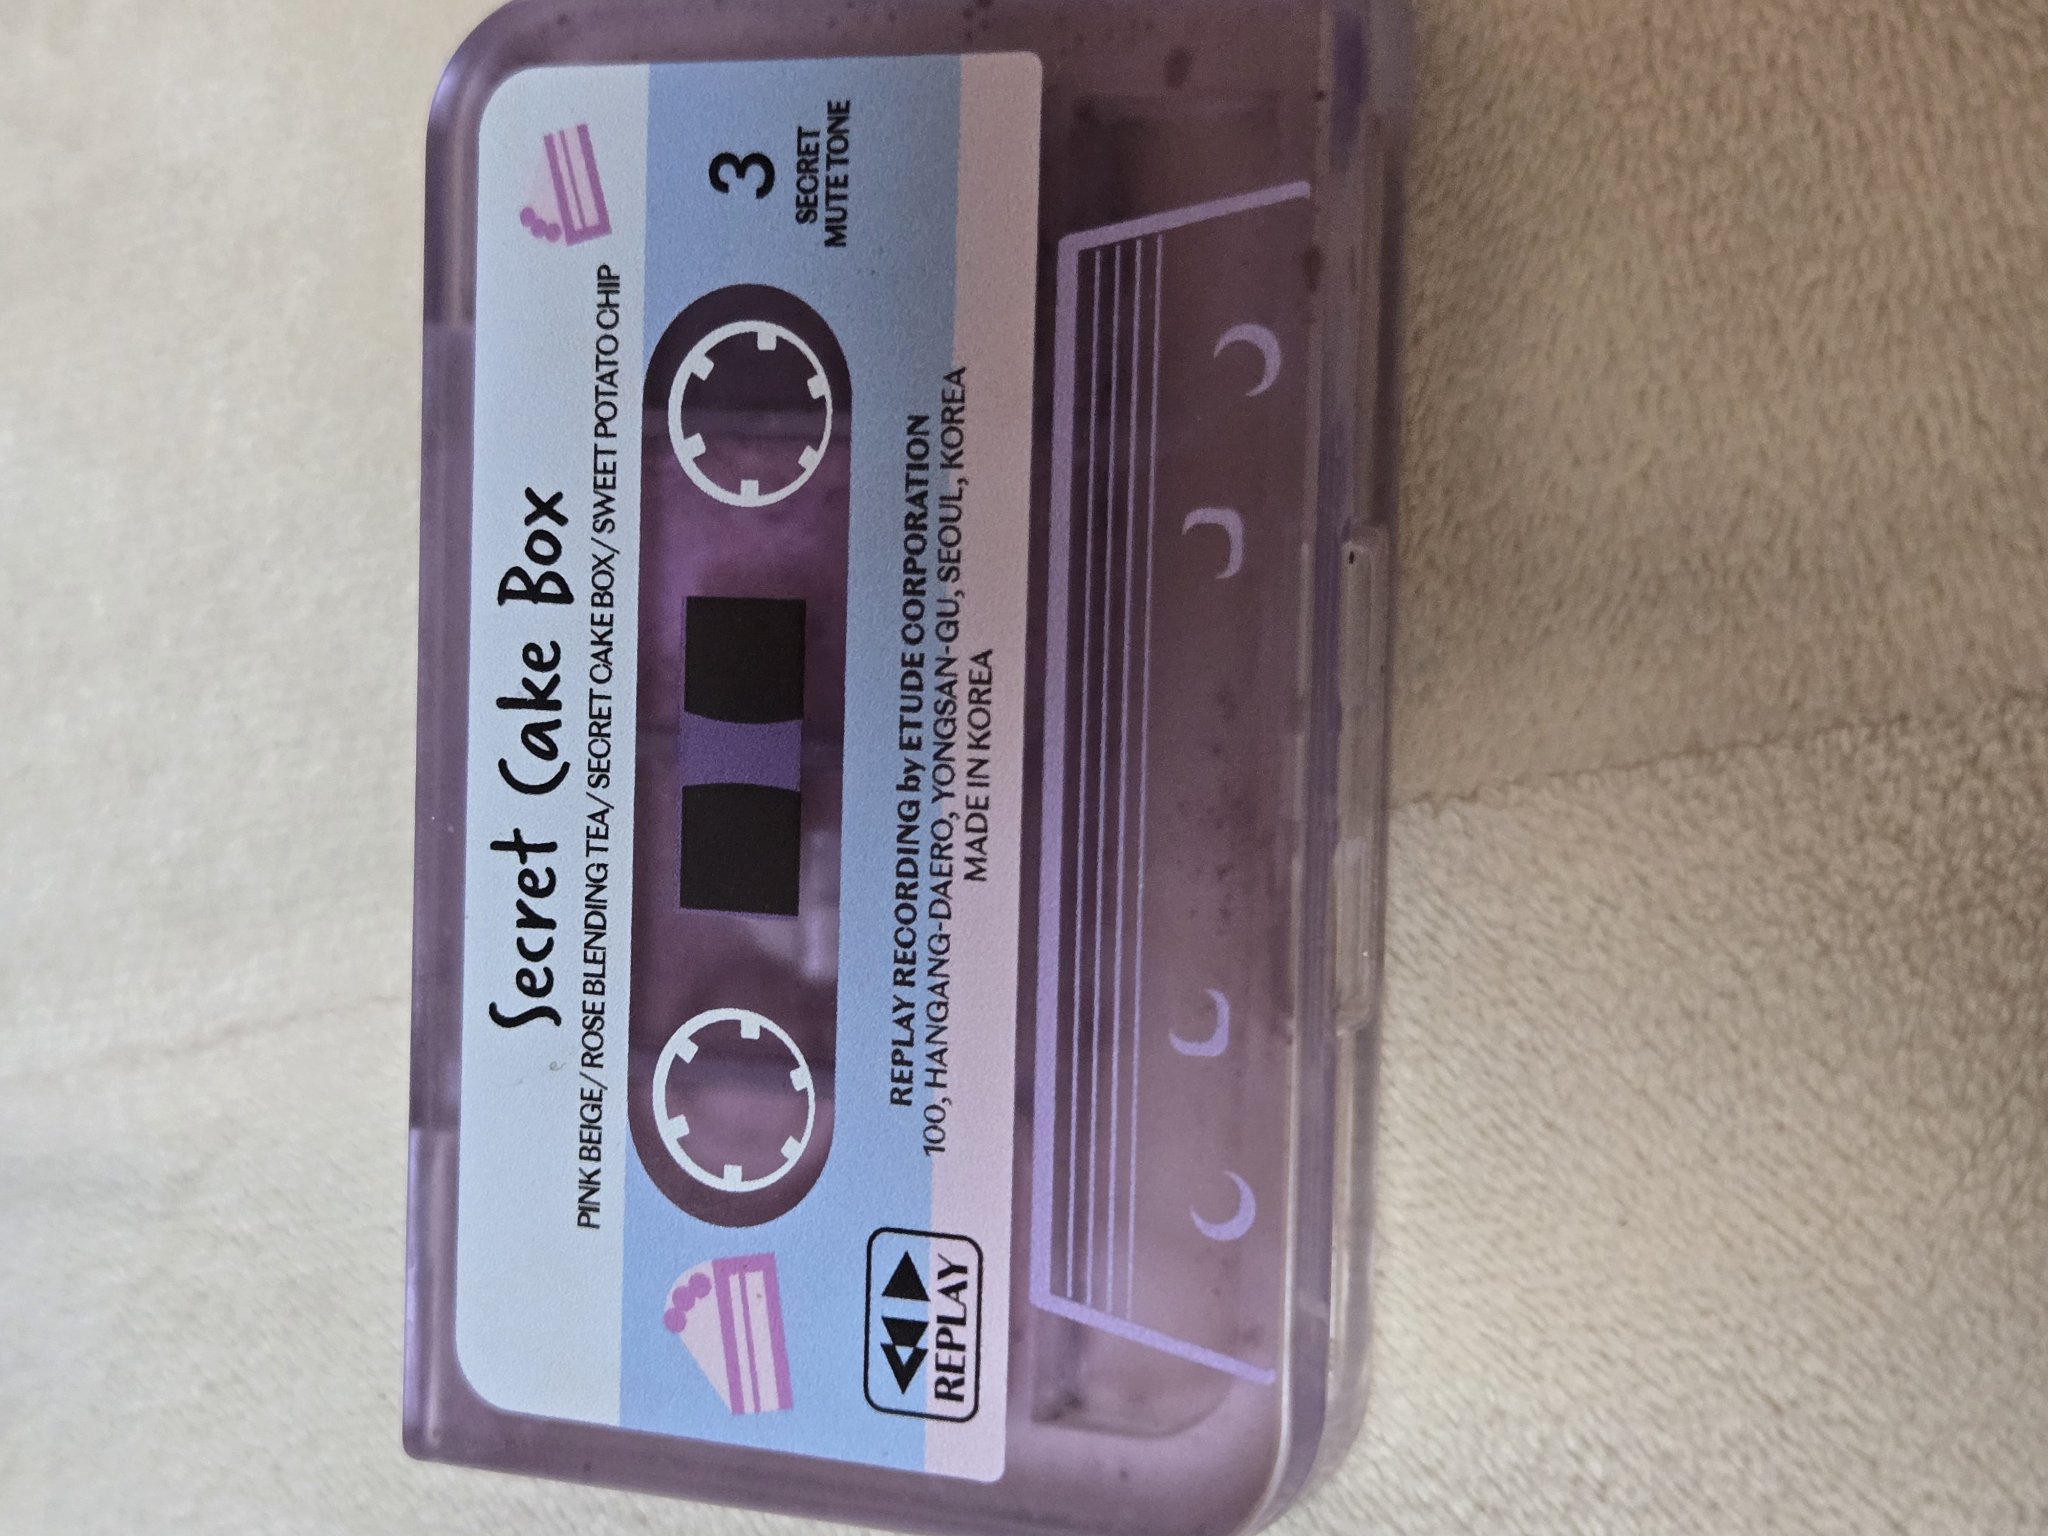 Secret Cake Box
PINK BEIGE/ ROSE BLENDING TEA/ SECRET CAKE BOX/ SWEET POTATO CHIP
3
SECRET
MUTE TONE
REPLAY RECORDING by ETUDE CORPORATION
100, HANGANG-DAERO, YONGSAN-GU, SEOUL, KOREA
MADE IN KOREA
REPLAY